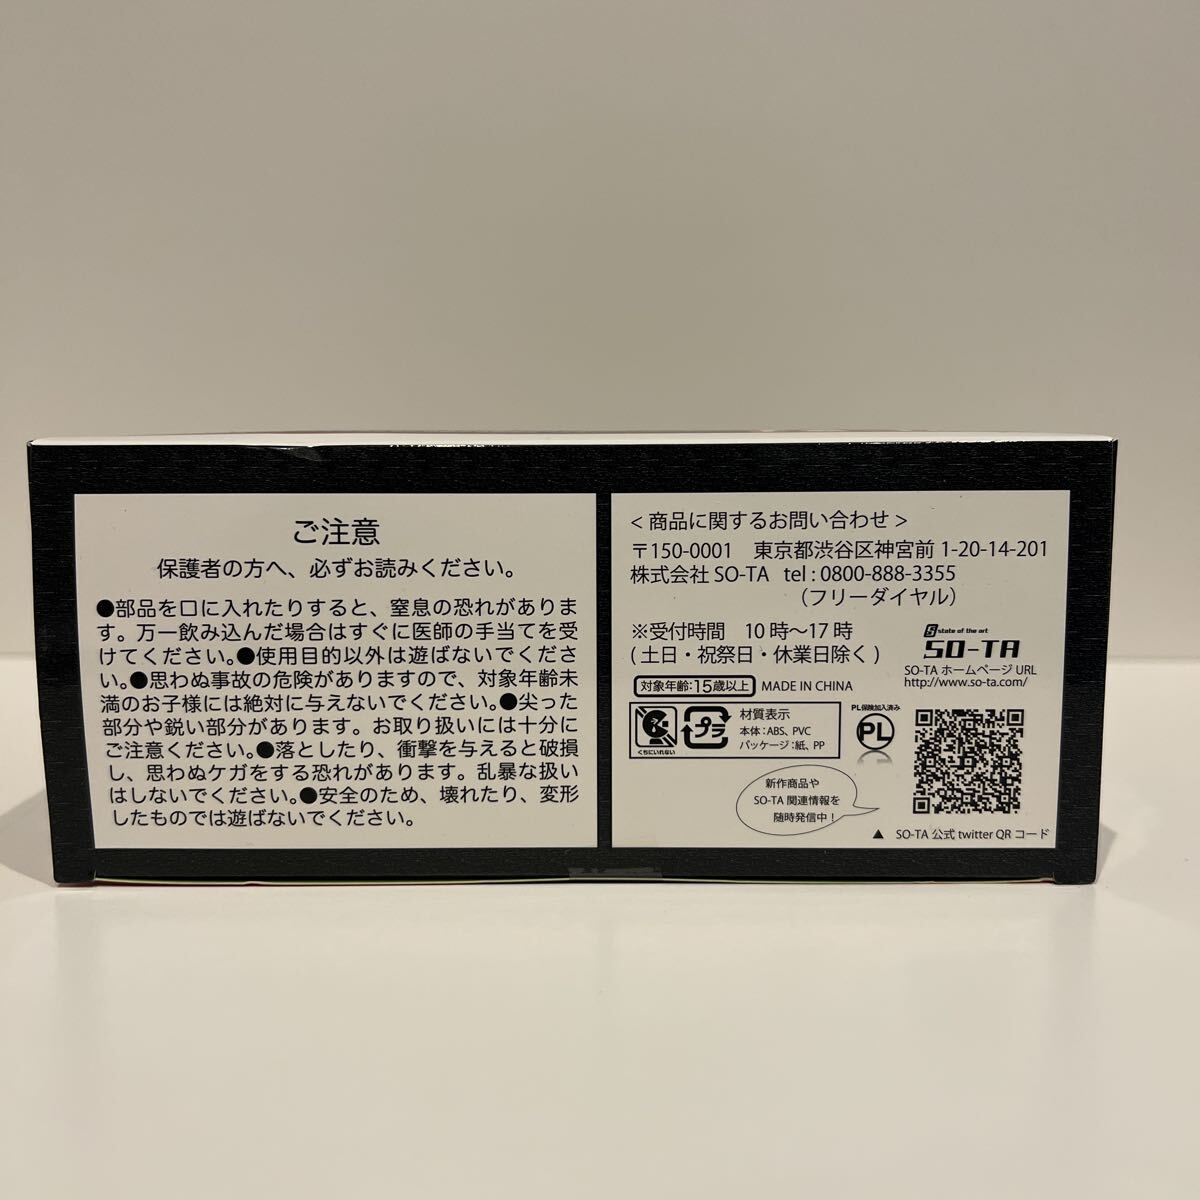 ご注意
保護者の方へ、必ずお読みください。
●部品を口に入れたりすると、窒息の恐れがありま
す。万一飲み込んだ場合はすぐに医師の手当てを受
けてください。●使用目的以外は遊ばないでくださ
い。●思わぬ事故の危険がありますので、対象年齢未
満のお子様には絶対に与えないでください。●尖った
部分や鋭い部分があります。お取り扱いには十分に
ご注意ください。●落としたり、衝撃を与えると破損
し、思わぬケガをする恐れがあります。乱暴な扱い
はしないでください。●安全のため、壊れたり、変形
したものでは遊ばないでください。
< 商品に関するお問い合わせ >
〒150-0001 東京都渋谷区神宮前 1-20-14-201
株式会社 SO-TA tel : 0800-888-3355
(フリーダイヤル)
※受付時間 10 時～17 時
( 土日・祝祭日・休業日除く )
state of the art
SO-TA
SO-TA ホームページ URL
http://www.so-ta.com/
対象年齢:15歳以上 MADE IN CHINA
くちにいれない
プラ
材質表示
本体：ABS、PVC
パッケージ：紙、PP
PL保険加入済み
PL
新作商品や
SO-TA 関連情報を
随時発信中！
▲ SO-TA 公式 twitter QR コード